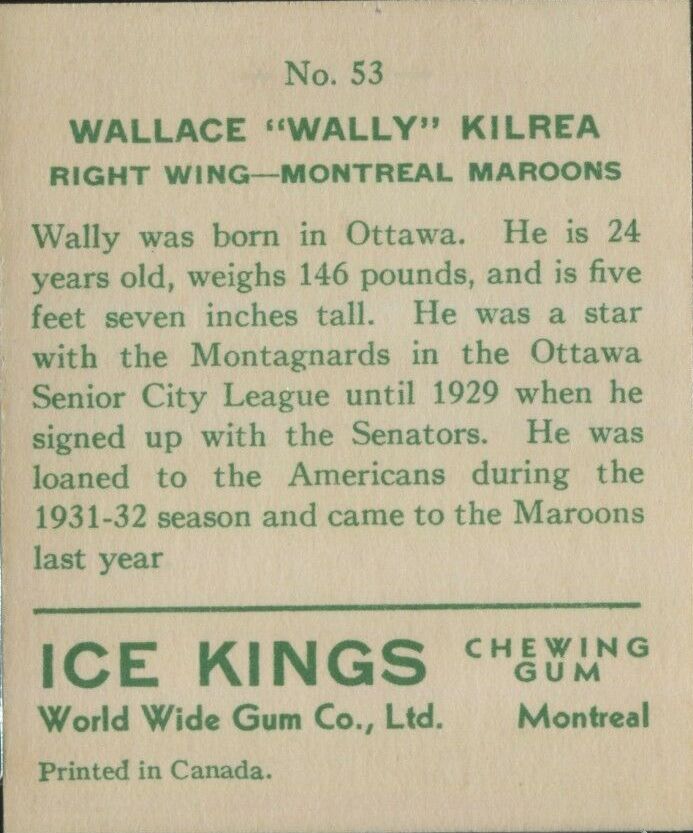 No. 53
WALLACE "WALLY" KILREA
RIGHT WING—MONTREAL MAROONS
Wally was born in Ottawa. He is 24
years old, weighs 146 pounds, and is five
feet seven inches tall. He was a star
with the Montagnards in the Ottawa
Senior City League until 1929 when he
signed up with the Senators. He was
loaned to the Americans during the
1931-32 season and came to the Maroons
last year
ICE KINGS CHEWING GUM
World Wide Gum Co., Ltd. Montreal
Printed in Canada.